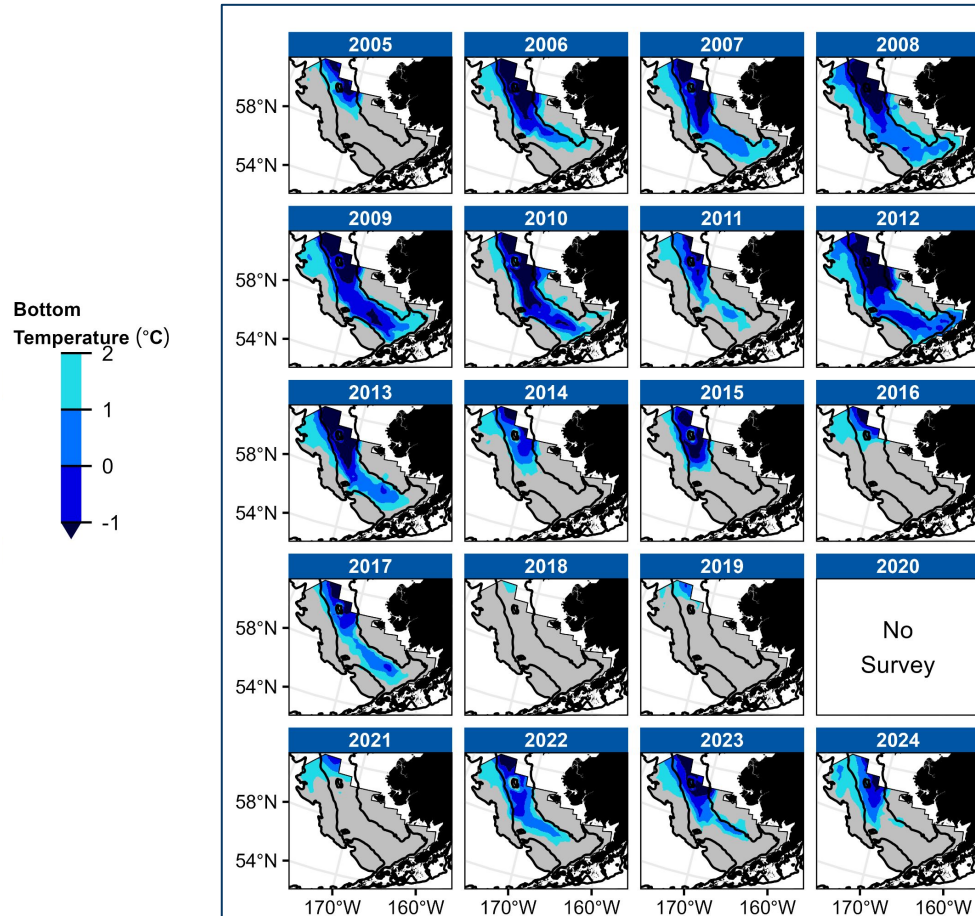 2005 2006 2007 2008
58°N
54°N
2009 2010 2011 2012
58°N
54°N
Bottom
Temperature (°C)
2
1
0
-1
2013 2014 2015 2016
58°N
54°N
2017 2018 2019 2020
58°N
54°N
No
Survey
2021 2022 2023 2024
58°N
54°N
170°W 160°W 170°W 160°W 170°W 160°W 170°W 160°W